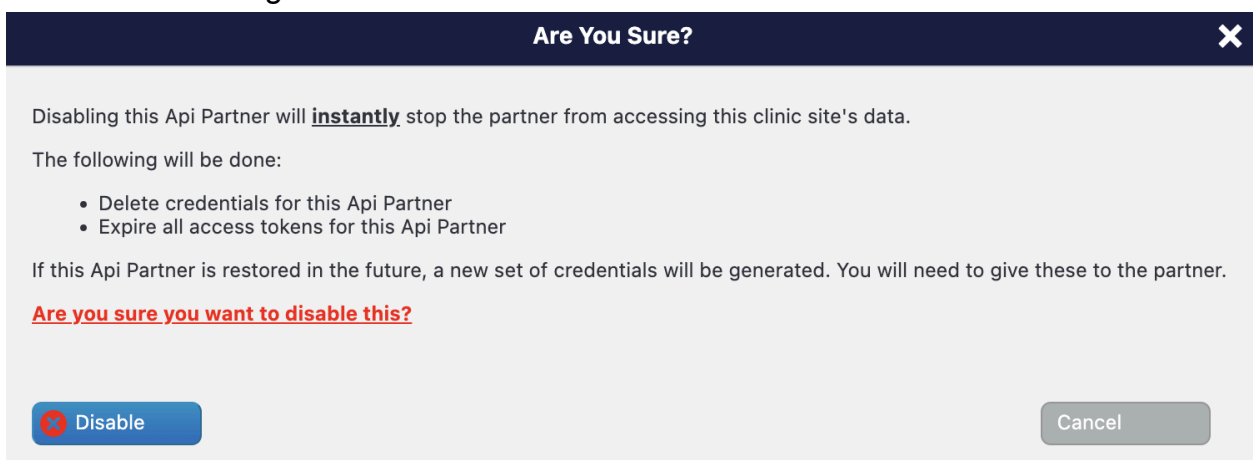 Are You Sure?
Disabling this Api Partner will instantly stop the partner from accessing this clinic site's data.
The following will be done:
• Delete credentials for this Api Partner
• Expire all access tokens for this Api Partner
If this Api Partner is restored in the future, a new set of credentials will be generated. You will need to give these to the partner.
Are you sure you want to disable this?
Disable
Cancel